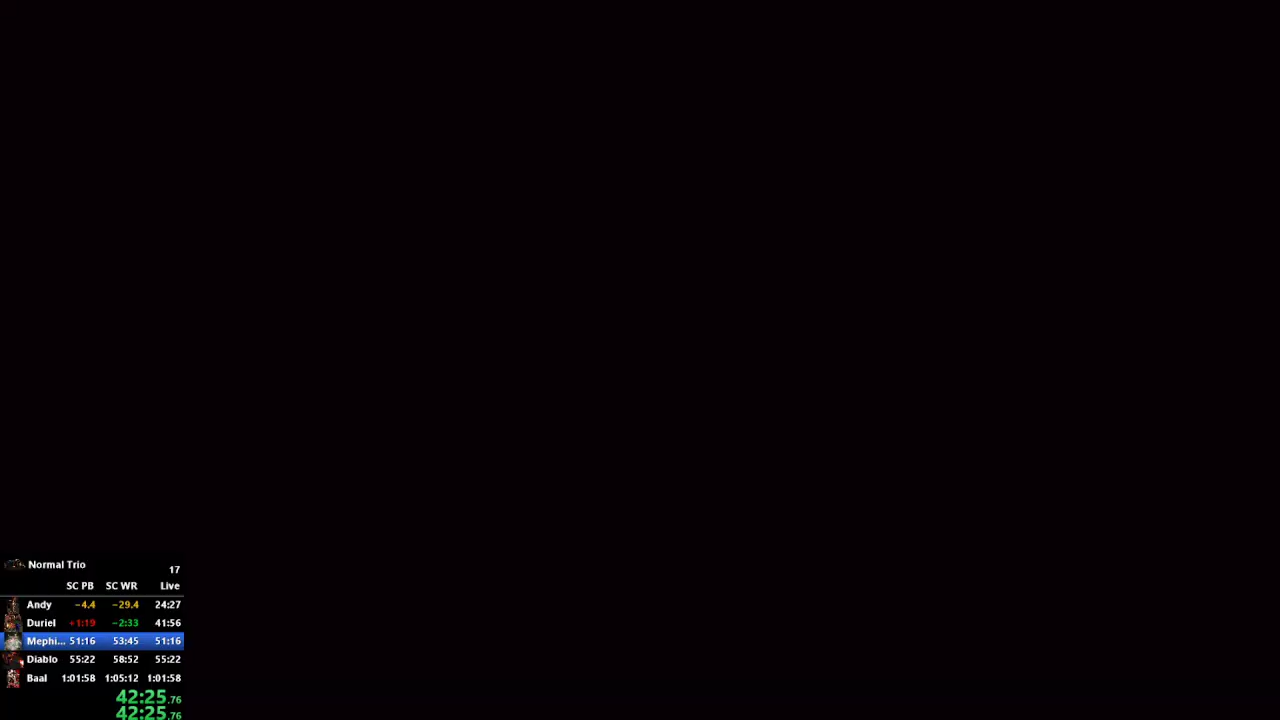 Normal Trio
17
SC PB SC WR Live
Andy −4.4 −29.4 24:27
Duriel +1:19 −2:33 41:56
Mephi... 51:16 53:45 51:16
Diablo 55:22 58:52 55:22
Baal 1:01:58 1:05:12 1:01:58
42:25.76
42:25.76